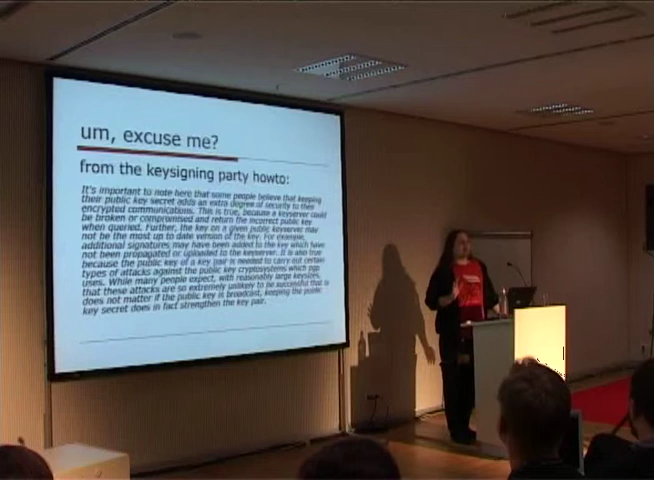 um, excuse me?
from the keysigning party howto:
It's important to note here that some people believe that keeping
their public key secret adds an extra degree of security to their
encrypted communications. This is true, because a keyserver could
be broken or compromised and return the incorrect public key
when queried. Further, the key on a given public keyserver may
not be the most up to date version of the key. For example,
additional signatures may have been added to the key which have
not been propagated or uploaded to the keyserver. It is also true
because the public key of a key pair is needed to carry out certain
types of attacks against the public key cryptosystems which pgp
uses. While many people expect, with reasonably large keysizes,
that these attacks are so extremely unlikely to be successful that is
does not matter if the public key is broadcast, keeping the public
key secret does in fact strengthen the key pair.